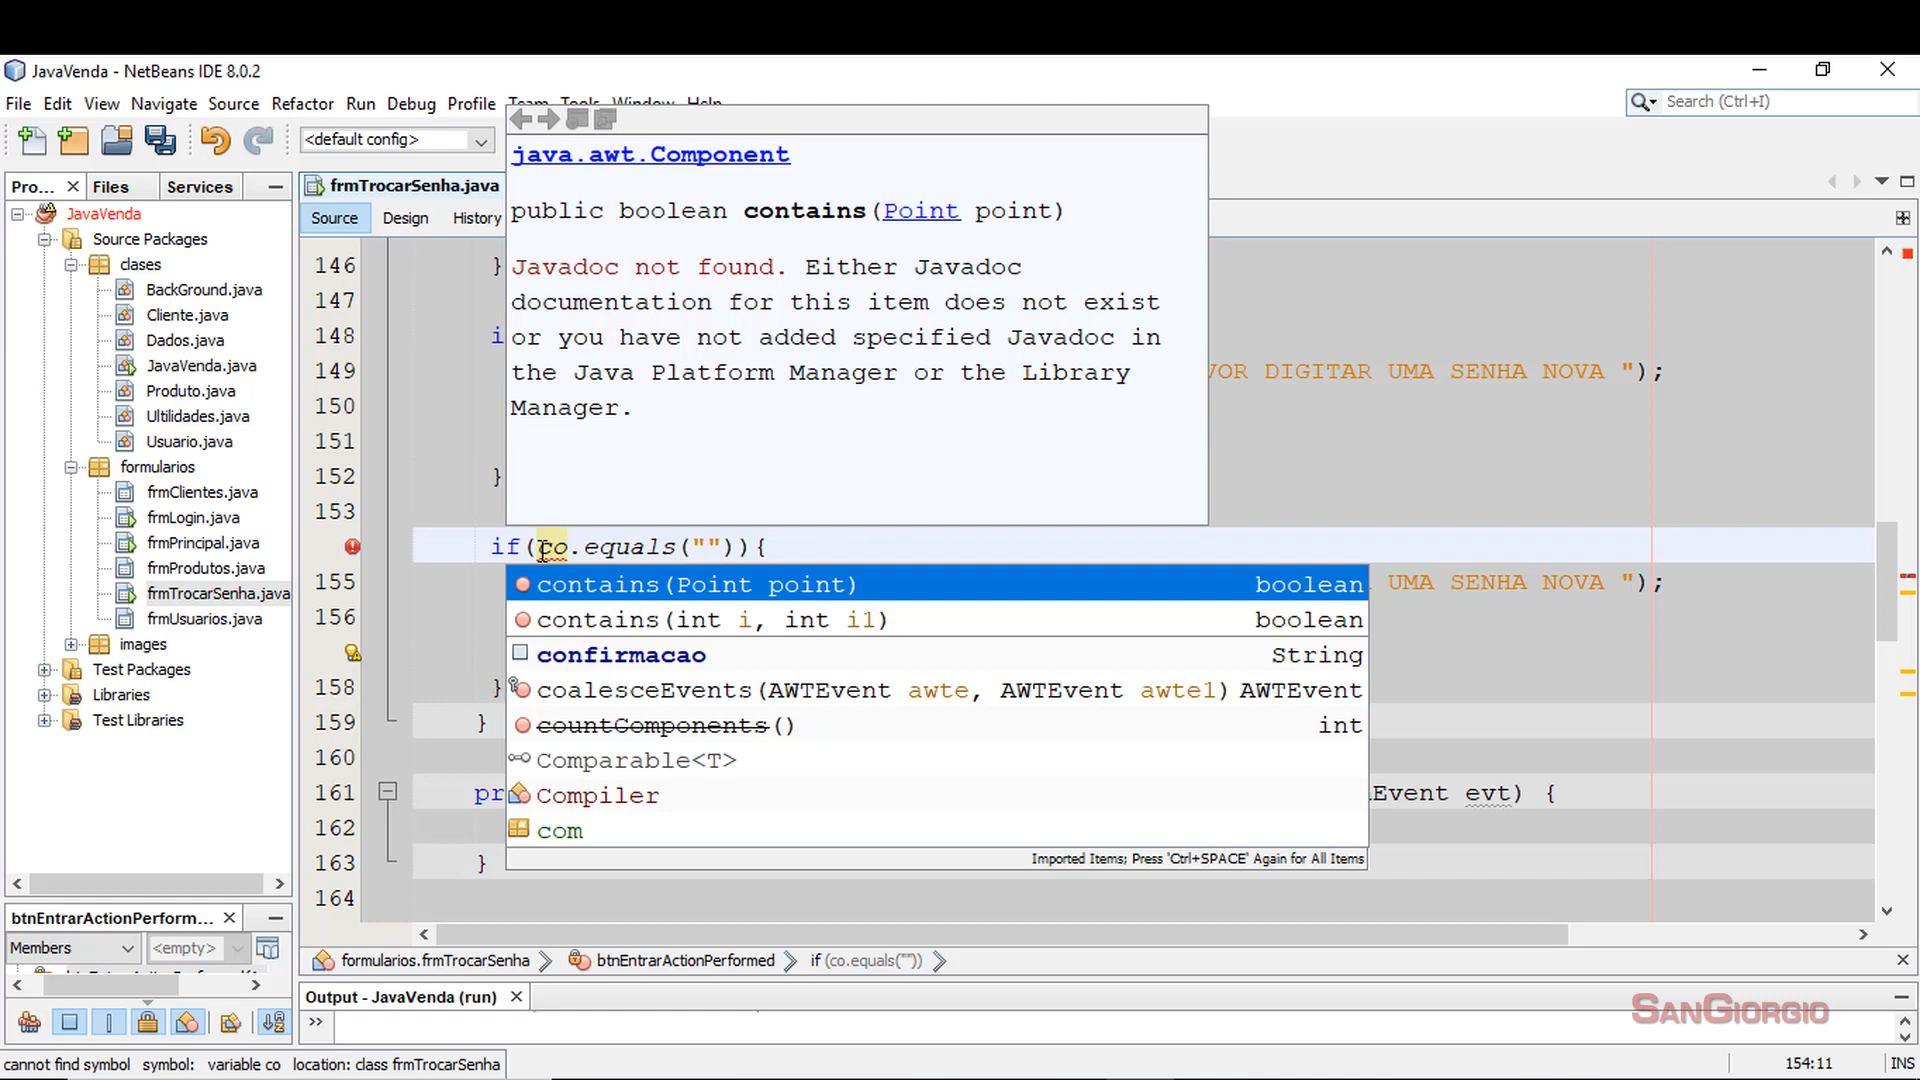 JavaVenda - NetBeans IDE 8.0.2
File Edit View Navigate Source Refactor Run Debug Profile Team Tools Window Help
Search (Ctrl+I)
<default config>
Pro... Files Services
frmTrocarSenha.java
Source Design History
JavaVenda
Source Packages
clases
BackGround.java
Cliente.java
Dados.java
JavaVenda.java
Produto.java
Ultilidades.java
Usuario.java
formularios
frmClientes.java
frmLogin.java
frmPrincipal.java
frmProdutos.java
frmTrocarSenha.java
frmUsuarios.java
images
Test Packages
Libraries
Test Libraries
java.awt.Component
public boolean contains(Point point)
Javadoc not found. Either Javadoc
documentation for this item does not exist
or you have not added specified Javadoc in
the Java Platform Manager or the Library
Manager.
146 }
147
148 i
149 VOR DIGITAR UMA SENHA NOVA ");
150
151
152 }
153
if(co.equals("")){
155 UMA SENHA NOVA ");
156
158 }
159 }
160
161 pr Event evt) {
162
163 }
164
contains(Point point) boolean
contains(int i, int i1) boolean
confirmacao String
coalesceEvents(AWTEvent awte, AWTEvent awte1) AWTEvent
countComponents() int
Comparable<T>
Compiler
com
Imported Items; Press 'Ctrl+SPACE' Again for All Items
btnEntrarActionPerform...
Members <empty>
formularios.frmTrocarSenha btnEntrarActionPerformed if (co.equals(""))
Output - JavaVenda (run)
>>
SANGIORGIO
cannot find symbol symbol: variable co location: class frmTrocarSenha
154:11 INS